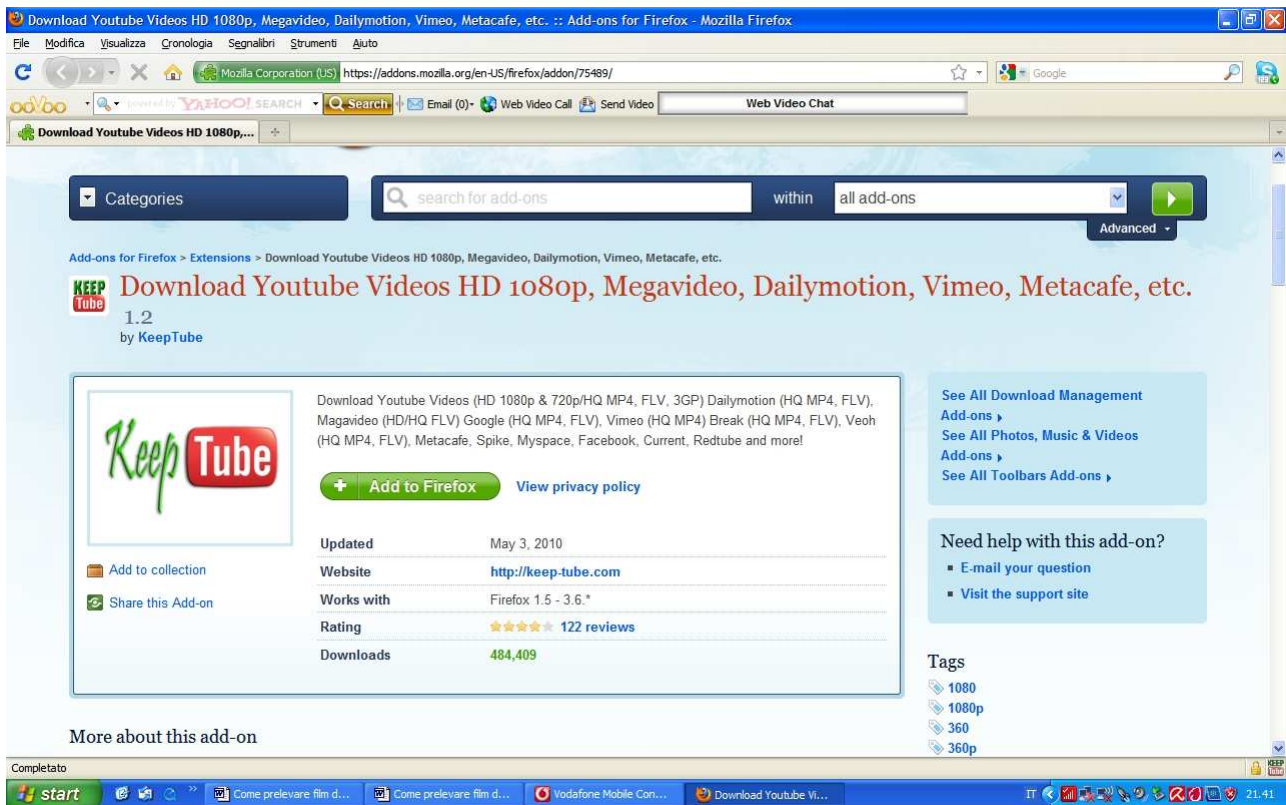 Download Youtube Videos HD 1080p, Megavideo, Dailymotion, Vimeo, Metacafe, etc. :: Add-ons for Firefox - Mozilla Firefox
File Modifica Visualizza Cronologia Segnalibri Strumenti Aiuto
Mozilla Corporation (US) https://addons.mozilla.org/en-US/firefox/addon/75489/ Google
ooVoo powered by YAHOO! SEARCH Search Email (0) Web Video Call Send Video Web Video Chat
Download Youtube Videos HD 1080p,...
Categories search for add-ons within all add-ons
Advanced
Add-ons for Firefox > Extensions > Download Youtube Videos HD 1080p, Megavideo, Dailymotion, Vimeo, Metacafe, etc.
KEEP Tube
Download Youtube Videos HD 1080p, Megavideo, Dailymotion, Vimeo, Metacafe, etc.
1.2
by KeepTube
Keep Tube
Download Youtube Videos (HD 1080p & 720p/HQ MP4, FLV, 3GP) Dailymotion (HQ MP4, FLV),
Magavideo (HD/HQ FLV) Google (HQ MP4, FLV), Vimeo (HQ MP4) Break (HQ MP4, FLV), Veoh
(HQ MP4, FLV), Metacafe, Spike, Myspace, Facebook, Current, Redtube and more!
Add to Firefox View privacy policy
Updated May 3, 2010
Website http://keep-tube.com
Works with Firefox 1.5 - 3.6.*
Rating 122 reviews
Downloads 484,409
Add to collection
Share this Add-on
See All Download Management
Add-ons
See All Photos, Music & Videos
Add-ons
See All Toolbars Add-ons
Need help with this add-on?
E-mail your question
Visit the support site
Tags
1080
1080p
360
360p
More about this add-on
Completato
KEEP Tube
start Come prelevare film d... Come prelevare film d... Vodafone Mobile Con... Download Youtube Vi... IT 21.41